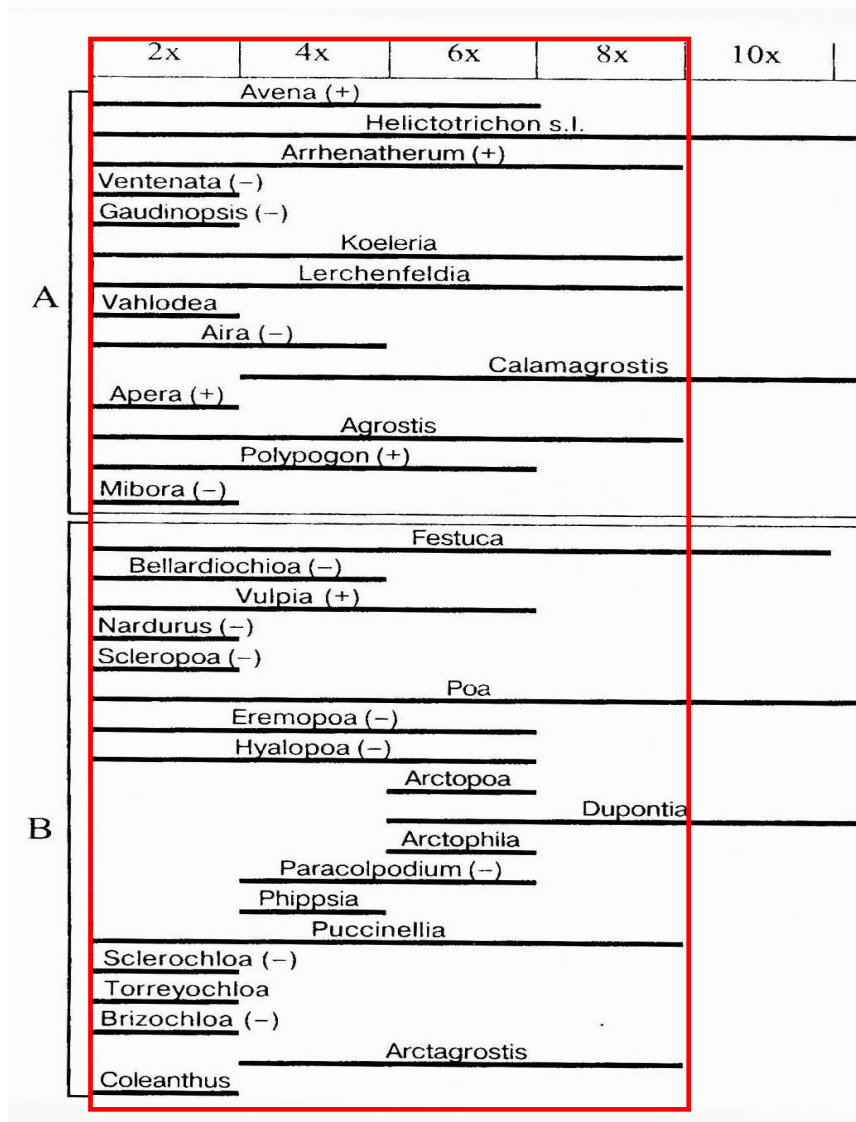 2x 4x 6x 8x 10x
Avena (+)
Helictotrichon s.l.
Arrhenatherum (+)
Ventenata (−)
Gaudinopsis (−)
Koeleria
Lerchenfeldia
A
Vahlodea
Aira (−)
Calamagrostis
Apera (+)
Agrostis
Polypogon (+)
Mibora (−)
Festuca
Bellardiochioa (−)
Vulpia (+)
Nardurus (−)
Scleropoa (−)
Poa
Eremopoa (−)
Hyalopoa (−)
Arctopoa
Dupontia
B
Arctophila
Paracolpodium (−)
Phippsia
Puccinellia
Sclerochloa (−)
Torreyochloa
Brizochloa (−)
Arctagrostis
Coleanthus